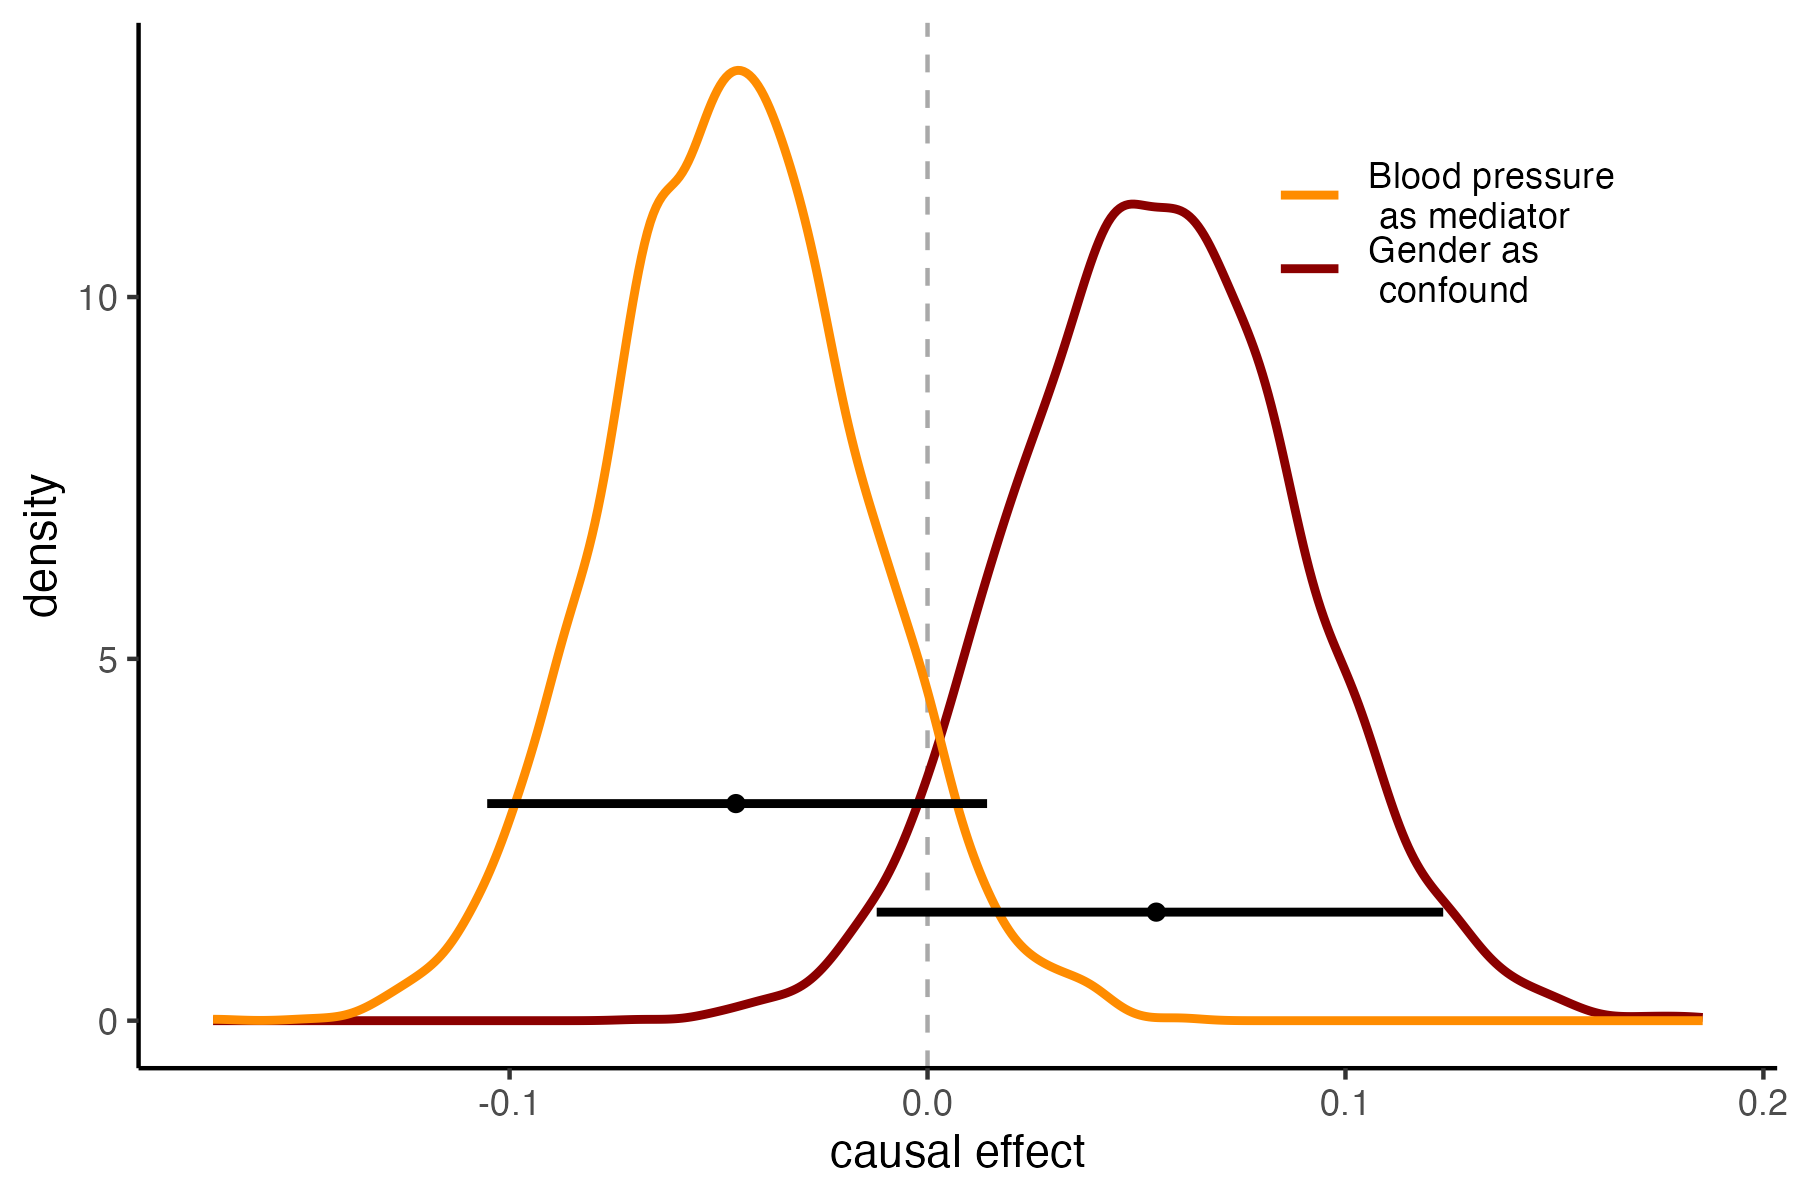 Blood pressure
as mediator
Gender as
confound
10
5
0
density
-0.1
0.0
0.1
0.2
causal effect